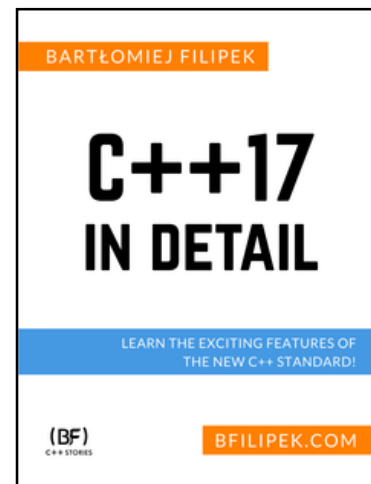 BARTŁOMIEJ FILIPEK
C++17
IN DETAIL
LEARN THE EXCITING FEATURES OF
THE NEW C++ STANDARD!
(BF)
C++ STORIES
BFILIPEK.COM